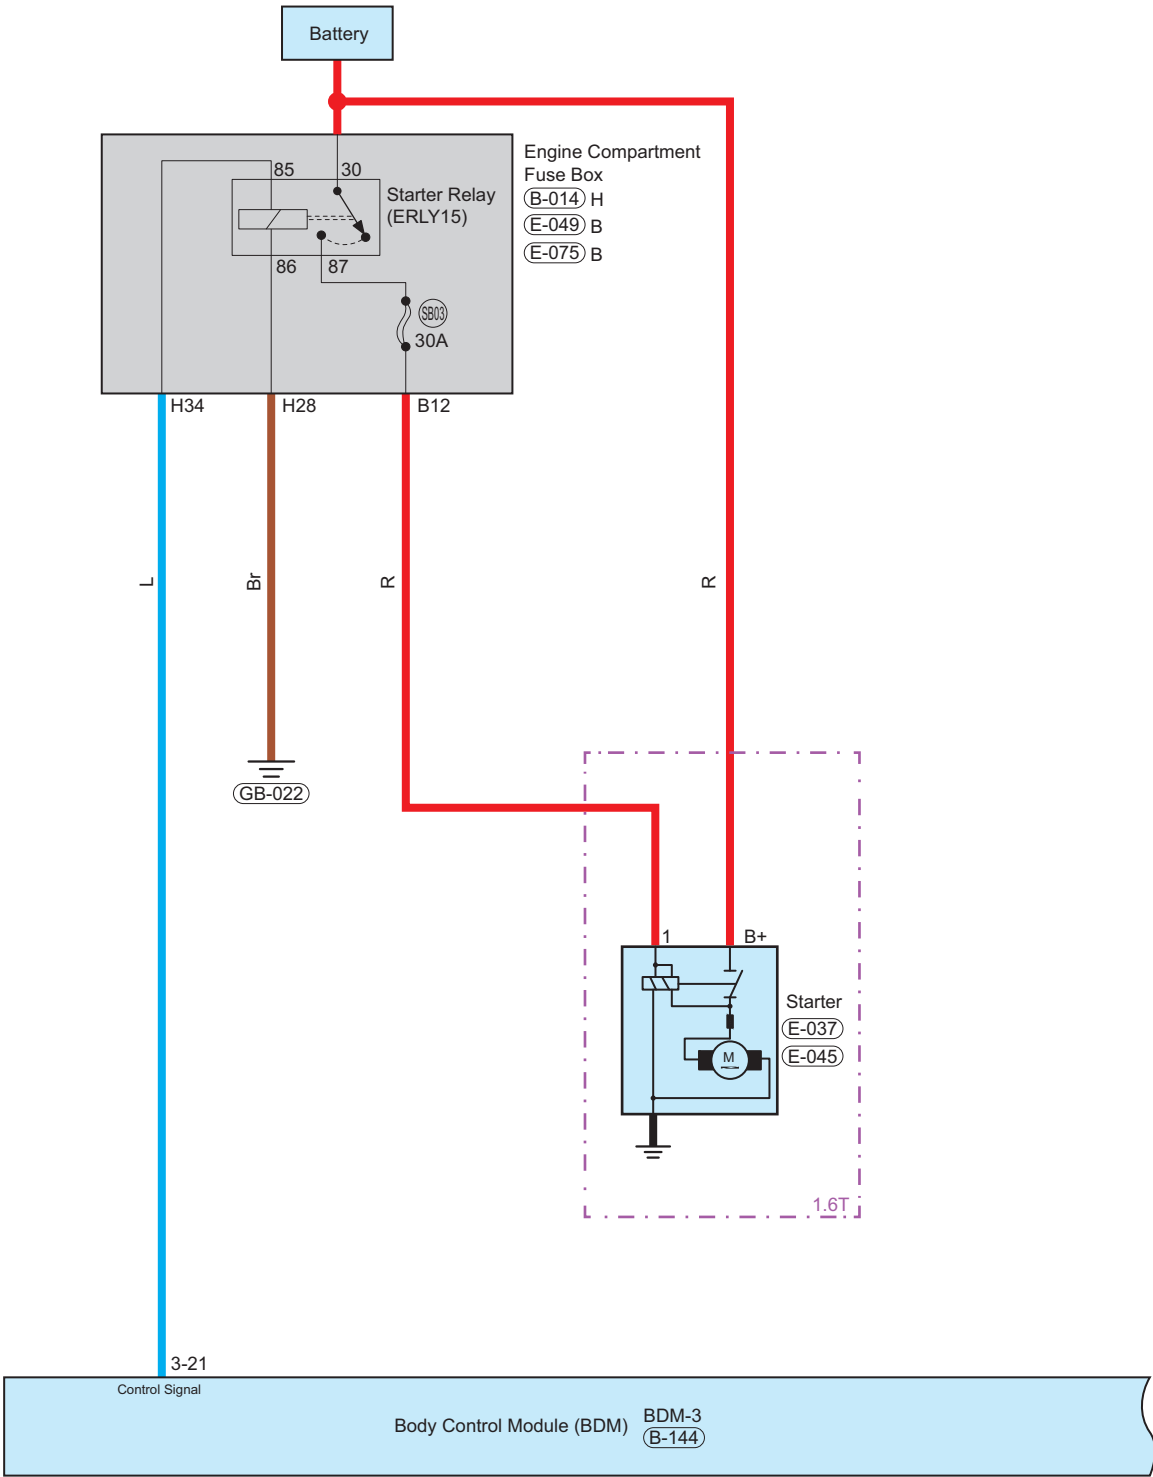 Battery
Engine Compartment
Fuse Box
B-014 H
E-049 B
E-075 B
85
30
Starter Relay
(ERLY15)
86
87
SB03
30A
H34
H28
B12
L
Br
R
R
GB-022
1
B+
Starter
E-037
E-045
M
1.6T
3-21
Control Signal
Body Control Module (BDM)
BDM-3
B-144